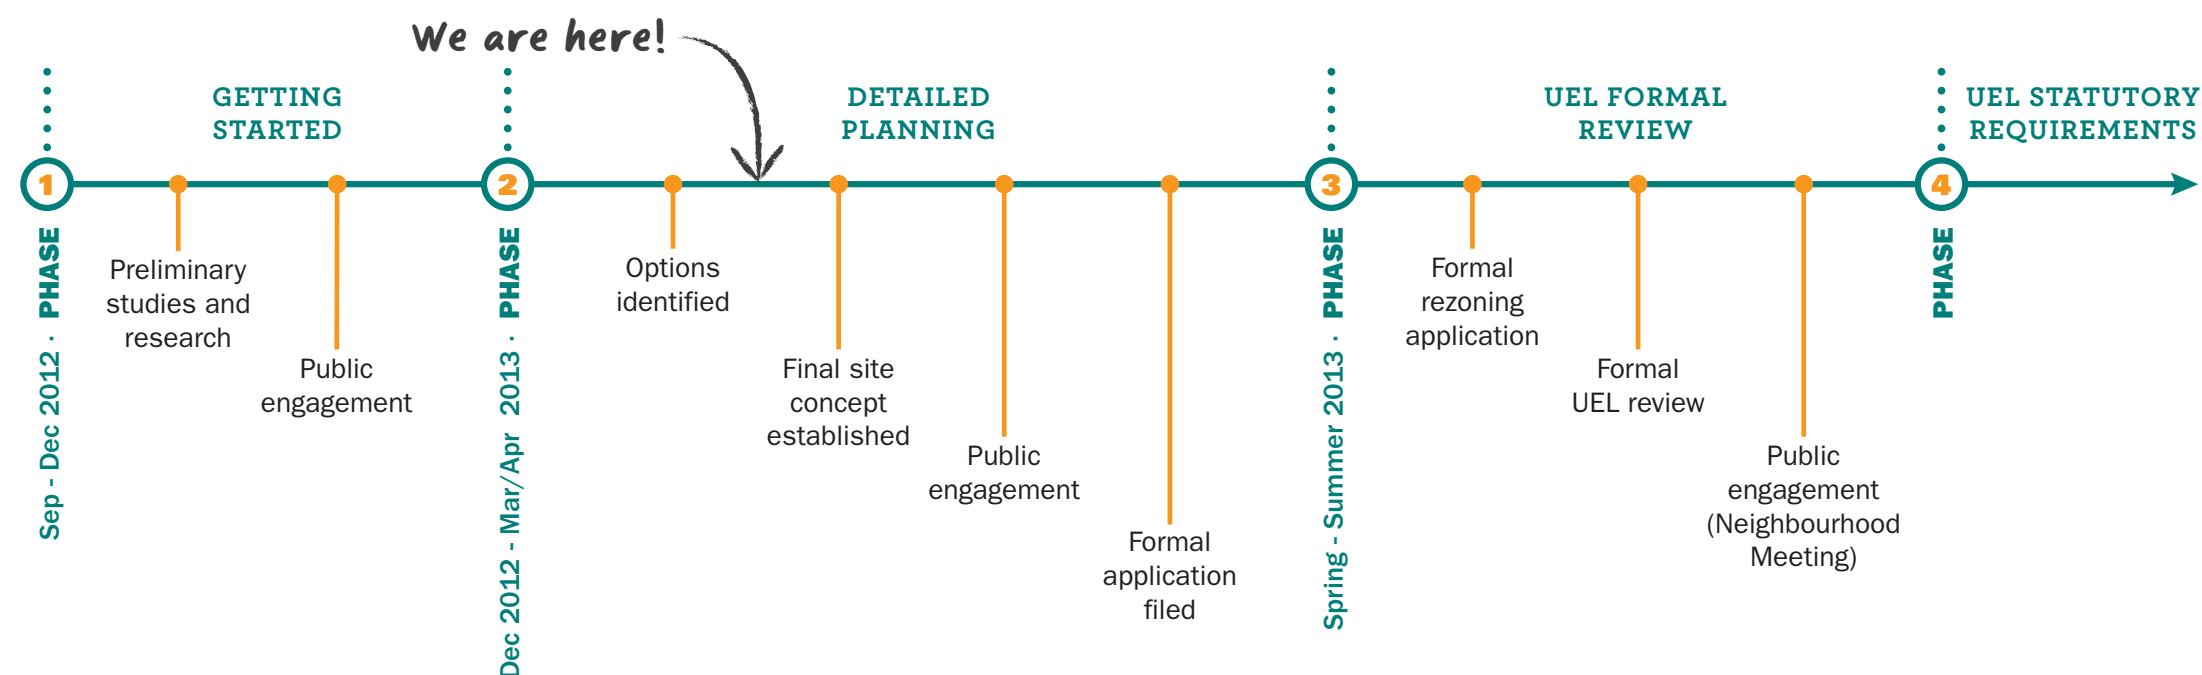 We are here!
GETTING
STARTED
DETAILED
PLANNING
UEL FORMAL
REVIEW
UEL STATUTORY
REQUIREMENTS
1
2
3
4
Sep - Dec 2012 · PHASE
Preliminary
studies and
research
Public
engagement
Dec 2012 - Mar/Apr 2013 · PHASE
Options
identified
Final site
concept
established
Public
engagement
Formal
application
filed
Spring - Summer 2013 · PHASE
Formal
rezoning
application
Formal
UEL review
Public
engagement
(Neighbourhood
Meeting)
PHASE